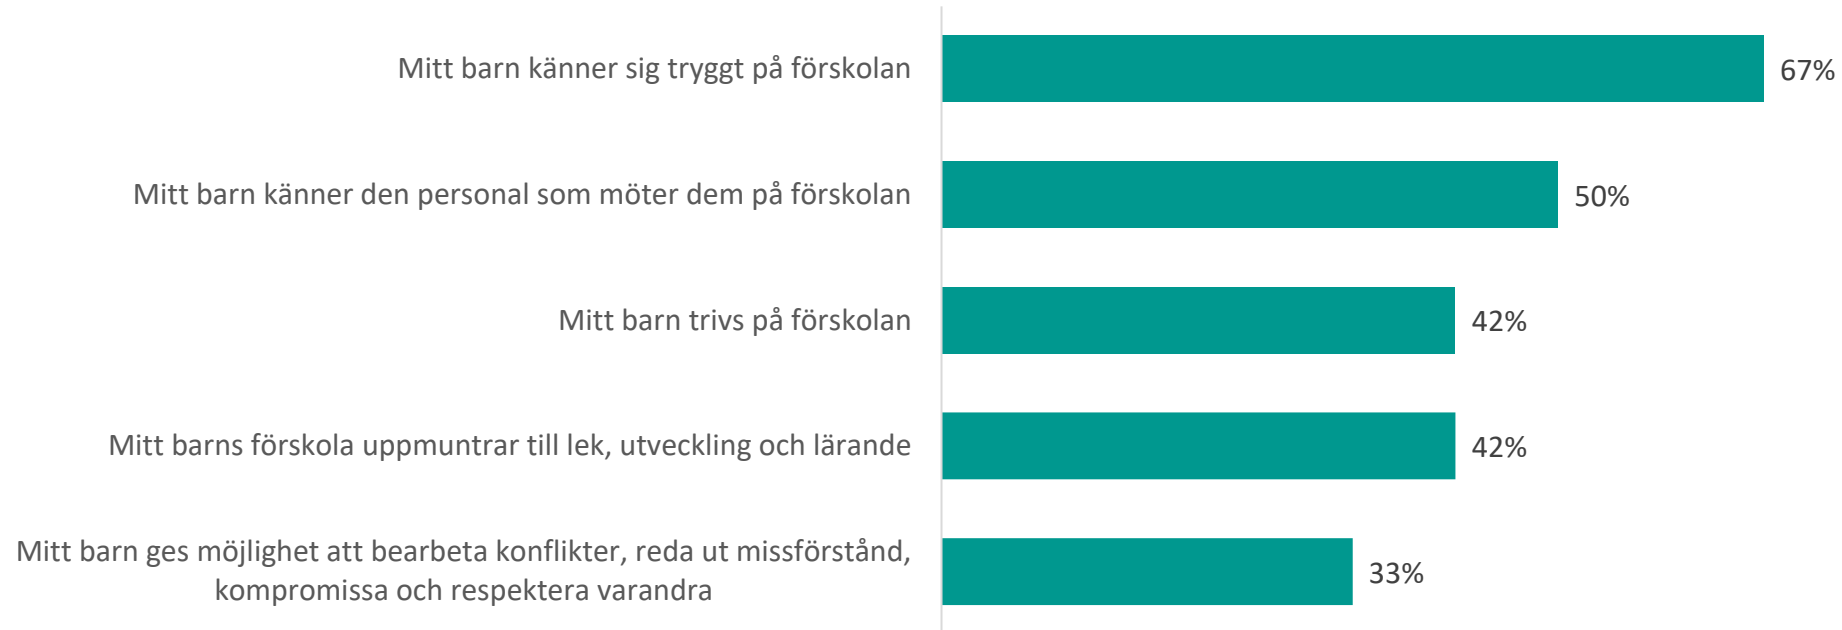 Mitt barn känner sig tryggt på förskolan
67%
Mitt barn känner den personal som möter dem på förskolan
50%
Mitt barn trivs på förskolan
42%
Mitt barns förskola uppmuntrar till lek, utveckling och lärande
42%
Mitt barn ges möjlighet att bearbeta konflikter, reda ut missförstånd,
kompromissa och respektera varandra
33%